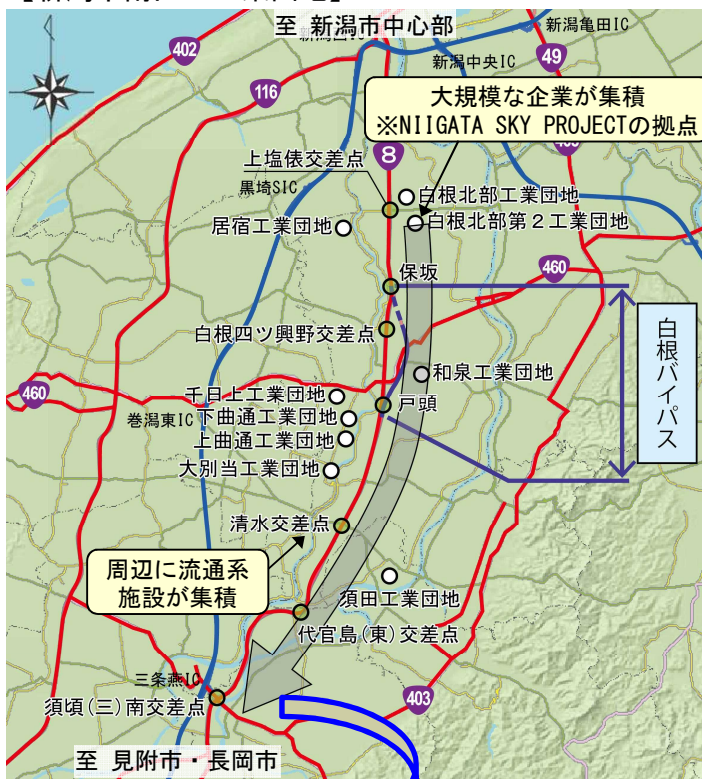 至 新潟市中心部
新潟亀田IC
402
新潟中央IC
49
116
大規模な企業が集積
※NIIGATA SKY PROJECTの拠点
8
上塩俵交差点
黒埼SIC
白根北部工業団地
居宿工業団地
白根北部第2工業団地
保坂
460
白根四ツ興野交差点
白根バイパス
和泉工業団地
460
千日上工業団地
戸頭
巻潟東IC
下曲通工業団地
上曲通工業団地
大別当工業団地
清水交差点
周辺に流通系
施設が集積
須田工業団地
代官島(東)交差点
三条燕IC
403
須頃(三)南交差点
至 見附市・長岡市